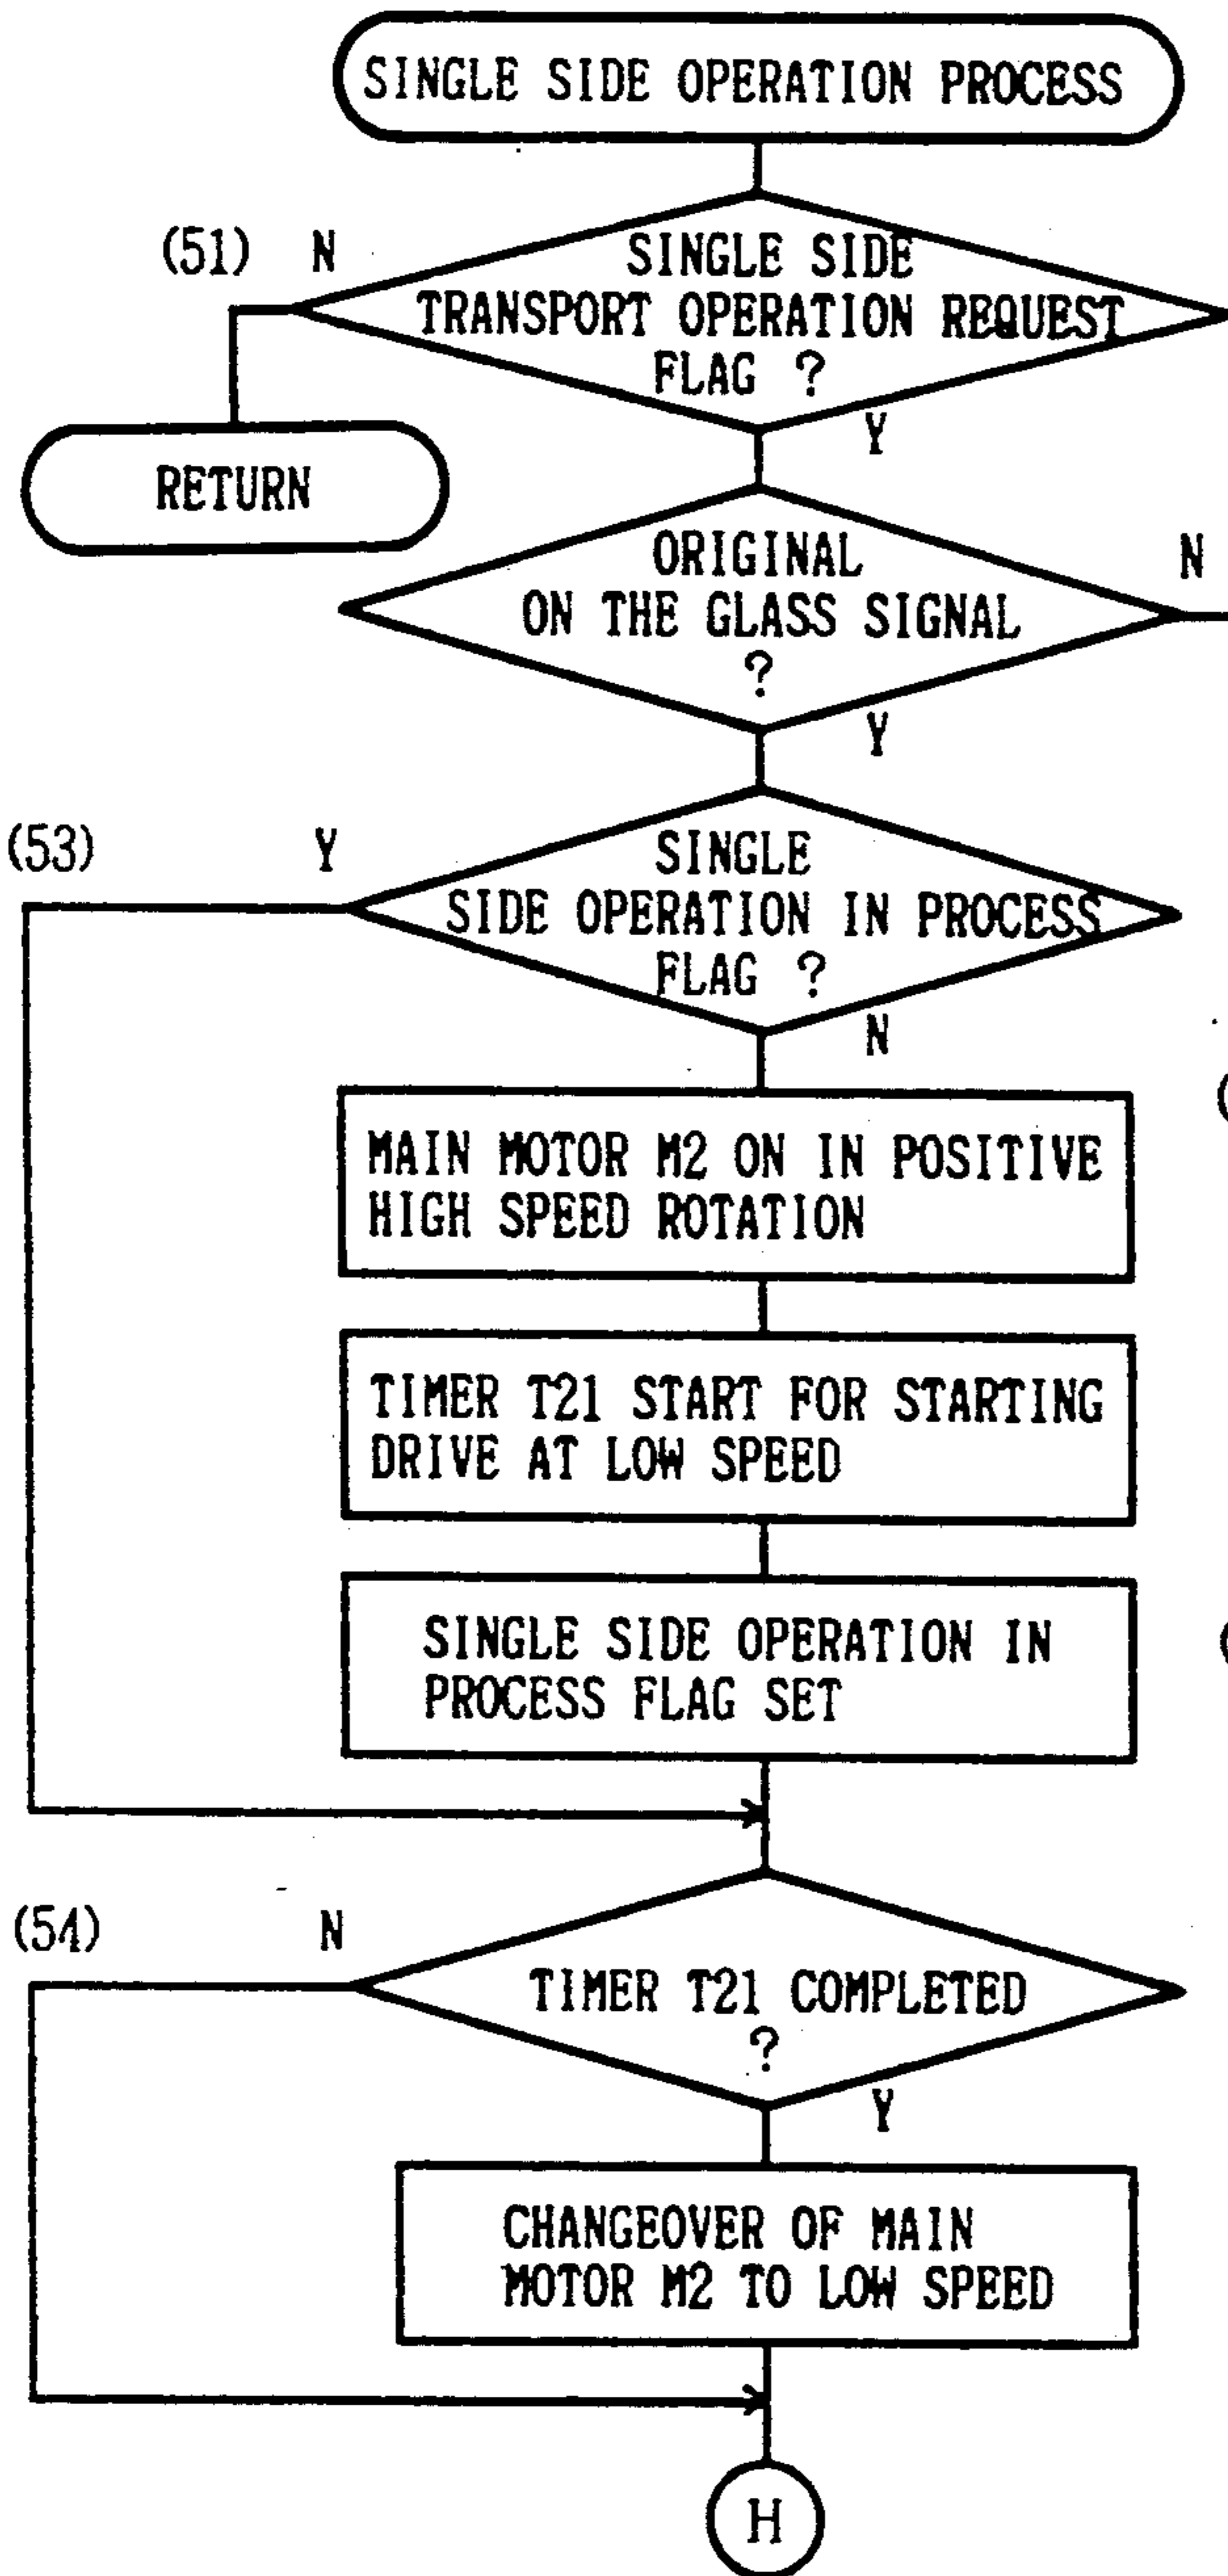 SINGLE SIDE OPERATION PROCESS
(51) N
SINGLE SIDE
TRANSPORT OPERATION REQUEST
FLAG ?
Y
RETURN
ORIGINAL
ON THE GLASS SIGNAL
?
N
Y
(53) Y
SINGLE
SIDE OPERATION IN PROCESS
FLAG ?
N
MAIN MOTOR M2 ON IN POSITIVE
HIGH SPEED ROTATION
TIMER T21 START FOR STARTING
DRIVE AT LOW SPEED
SINGLE SIDE OPERATION IN
PROCESS FLAG SET
(54) N
TIMER T21 COMPLETED
?
Y
CHANGEOVER OF MAIN
MOTOR M2 TO LOW SPEED
H